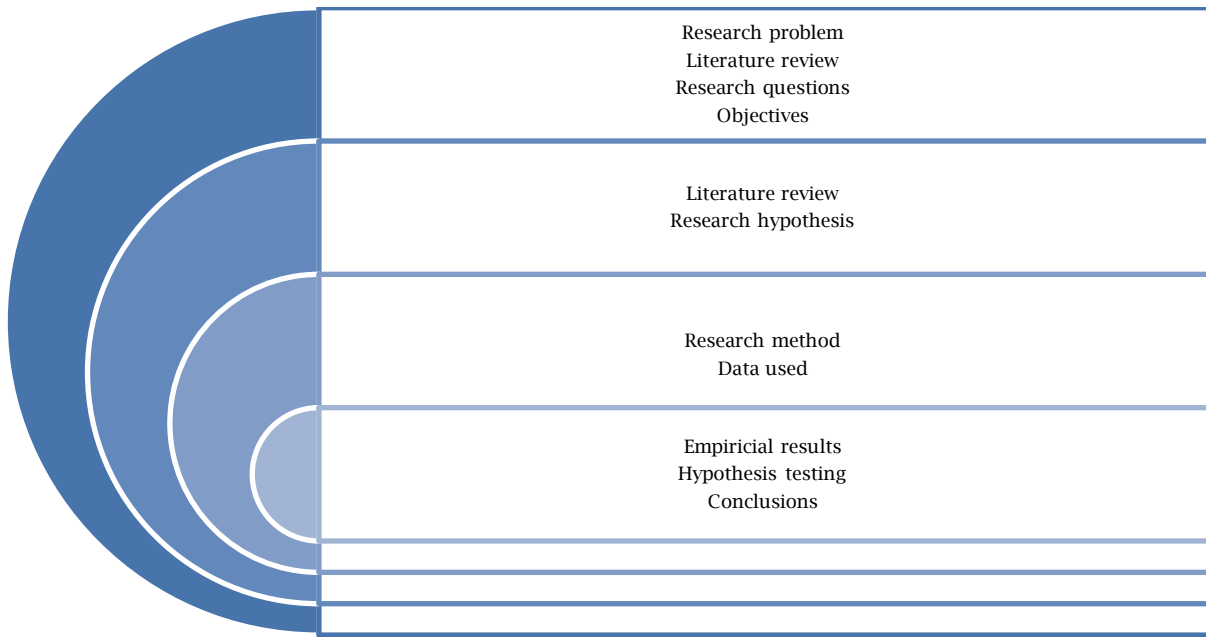 Research problem
Literature review
Research questions
Objectives
Literature review
Research hypothesis
Research method
Data used
Empiricial results
Hypothesis testing
Conclusions